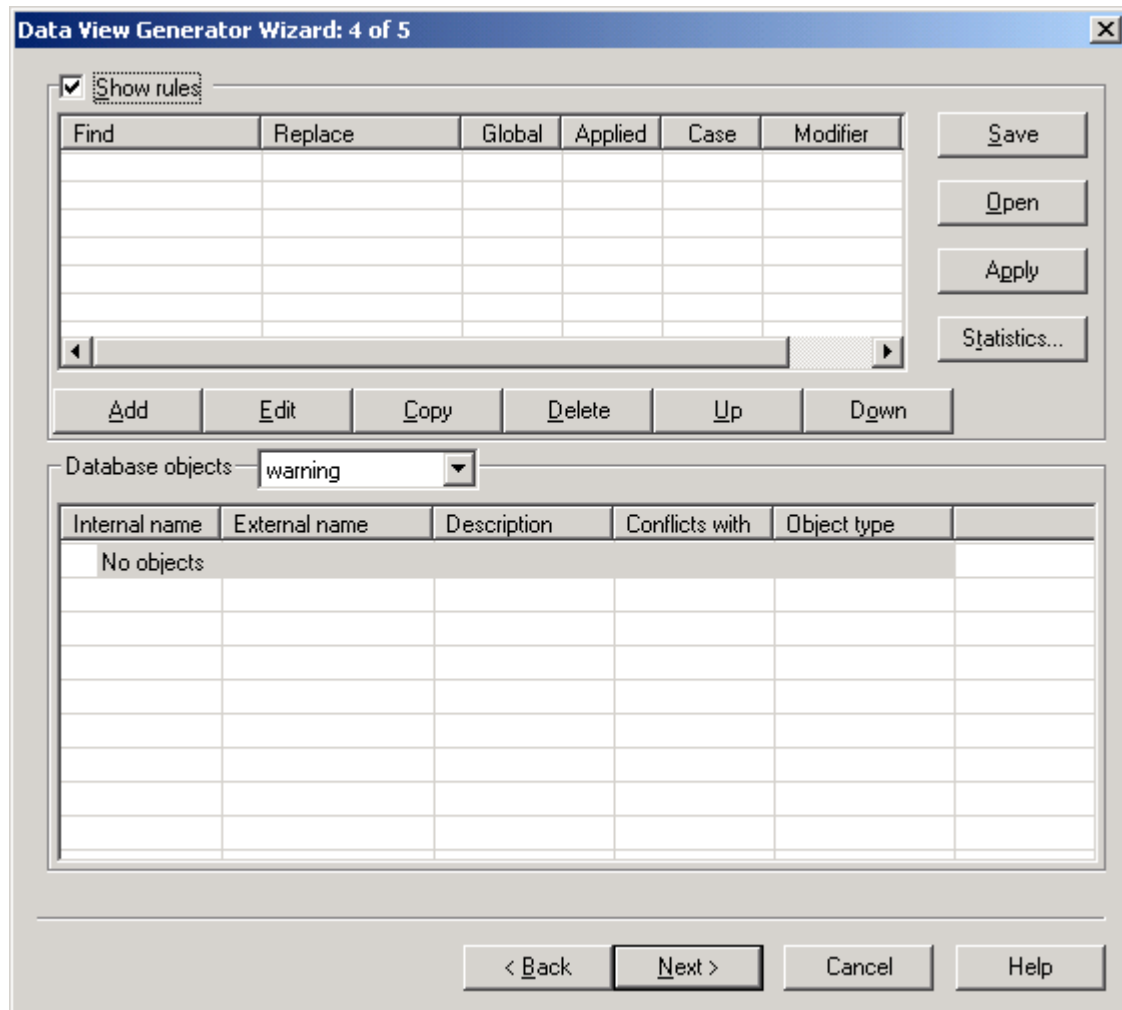 Data View Generator Wizard: 4 of 5
Show rules
Find Replace Global Applied Case Modifier
Save
Open
Apply
Statistics...
Add Edit Copy Delete Up Down
Database objects warning
Internal name External name Description Conflicts with Object type
No objects
< Back Next > Cancel Help